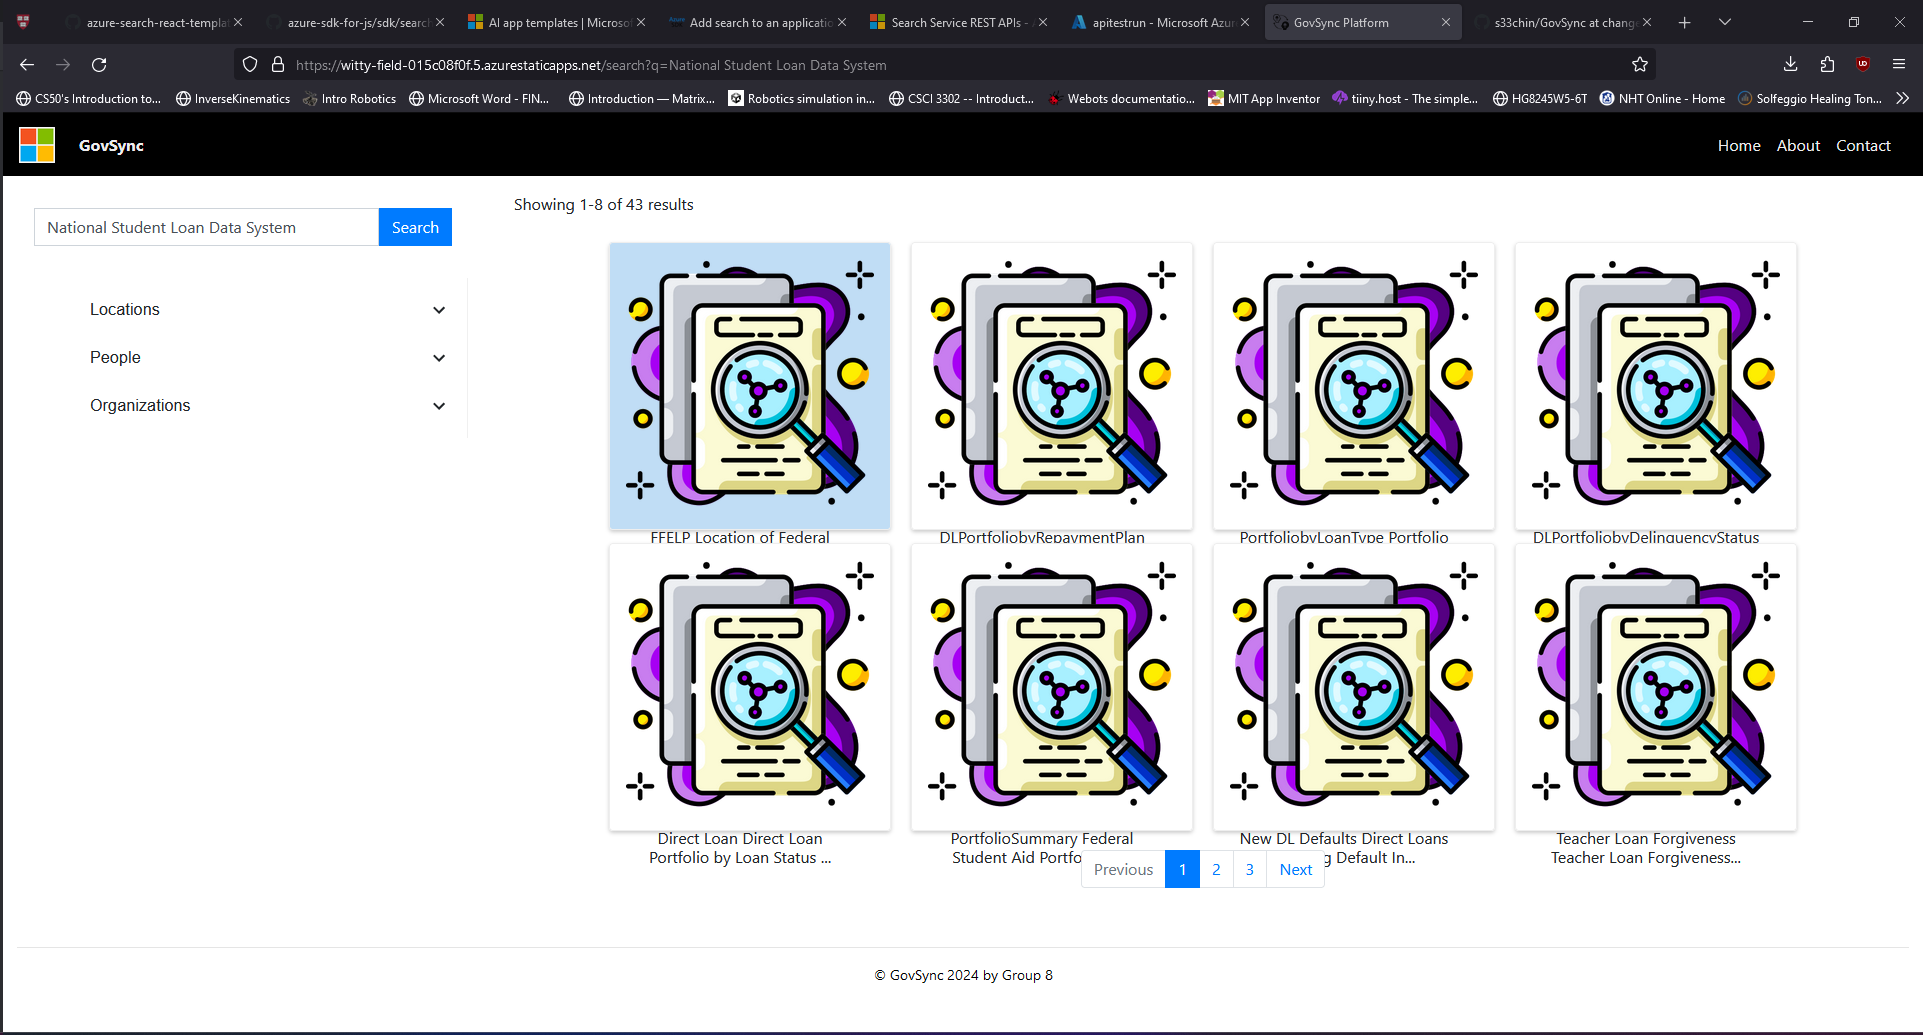 azure-search-react-templat
azure-sdk-for-js/sdk/search
AI app templates | Microsof
Add search to an applicatio
Search Service REST APIs - A
apitestrun - Microsoft Azur
GovSync Platform
s33chin/GovSync at change
https://witty-field-015c08f0f.5.azurestaticapps.net/search?q=National Student Loan Data System
CS50's Introduction to...
InverseKinematics
Intro Robotics
Microsoft Word - FIN...
Introduction — Matrix...
Robotics simulation in...
CSCI 3302 -- Introduct...
Webots documentatio...
MIT App Inventor
tiiny.host - The simple...
HG8245W5-6T
NHT Online - Home
Solfeggio Healing Ton...
GovSync
Home
About
Contact
National Student Loan Data System
Search
Locations
People
Organizations
Showing 1-8 of 43 results
FFELP Location of Federal
DLPortfoliobyRepaymentPlan
PortfoliobyLoanType Portfolio
DLPortfoliobyDelinquencyStatus
Direct Loan Direct Loan
Portfolio by Loan Status ...
PortfolioSummary Federal
Student Aid Portfo
New DL Defaults Direct Loans
g Default In...
Teacher Loan Forgiveness
Teacher Loan Forgiveness...
Previous
1
2
3
Next
© GovSync 2024 by Group 8